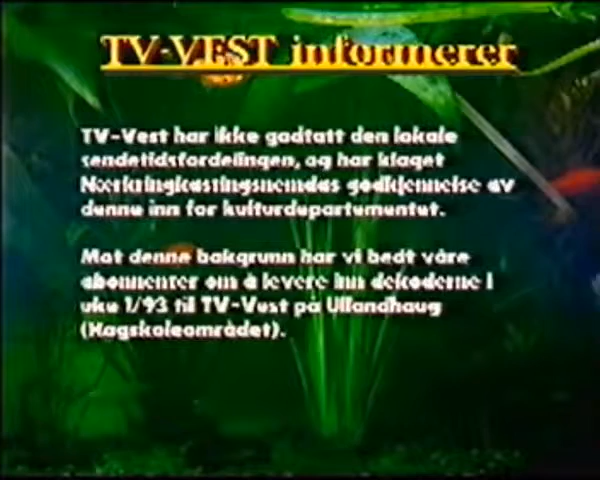 TV-VEST informerer
TV-Vest har ikke godtatt den lokale
sendetidsfordelingen, og har klaget
Nærkringkastingsnemdas godkjennelse av
denne inn for kulturdepartementet.
Mot denne bakgrunn har vi bedt våre
abonnenter om å levere inn dekoderne i
uke 1/93 til TV-Vest på Ullandhaug
(Høgskoleområdet).